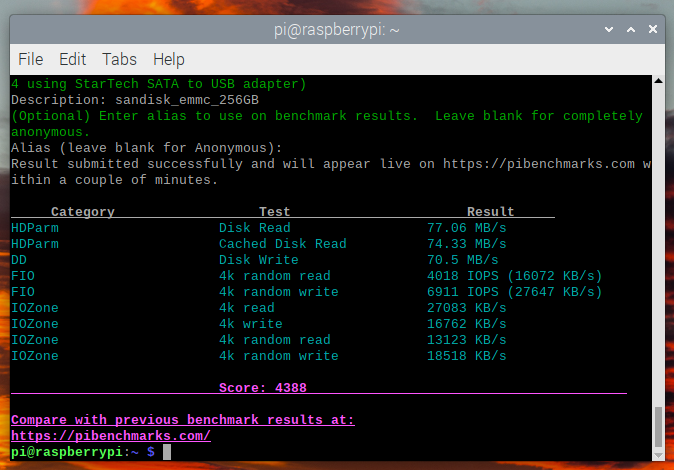 pi@raspberrypi: ~
File Edit Tabs Help
4 using StarTech SATA to USB adapter)
Description: sandisk_emmc_256GB
(Optional) Enter alias to use on benchmark results.  Leave blank for completely
anonymous.
Alias (leave blank for Anonymous):
Result submitted successfully and will appear live on https://pibenchmarks.com w
ithin a couple of minutes.
Category Test Result
HDParm Disk Read 77.06 MB/s
HDParm Cached Disk Read 74.33 MB/s
DD Disk Write 70.5 MB/s
FIO 4k random read 4018 IOPS (16072 KB/s)
FIO 4k random write 6911 IOPS (27647 KB/s)
IOZone 4k read 27083 KB/s
IOZone 4k write 16762 KB/s
IOZone 4k random read 13123 KB/s
IOZone 4k random write 18518 KB/s
Score: 4388
Compare with previous benchmark results at:
https://pibenchmarks.com/
pi@raspberrypi:~ $